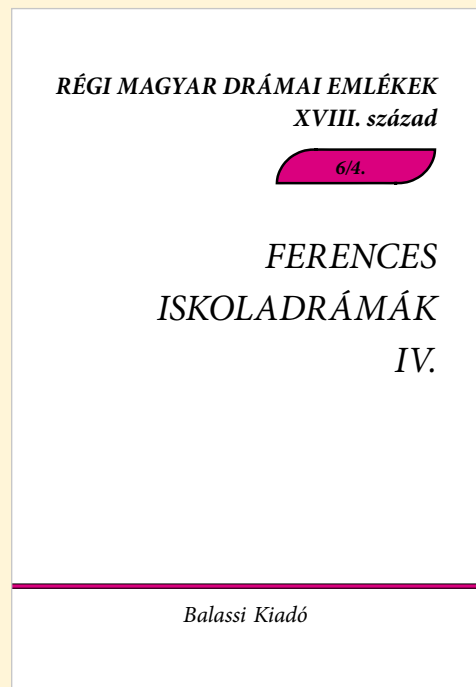 RÉGI MAGYAR DRÁMAI EMLÉKEK
XVIII. század
6/4.
FERENCES
ISKOLADRÁMÁK
IV.
Balassi Kiadó